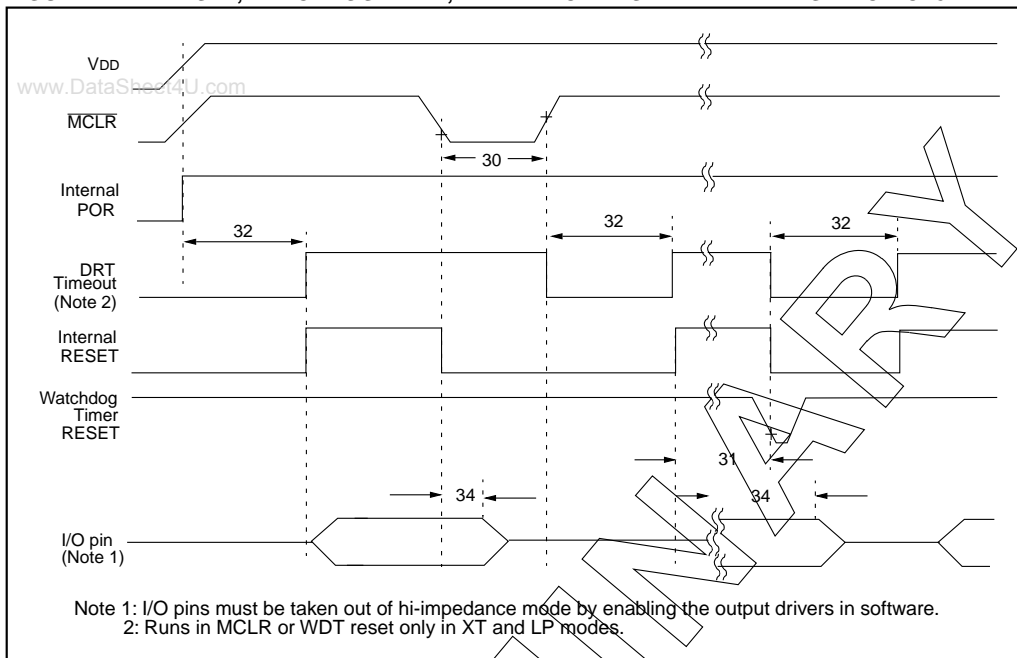 VDD
www.DataSheet4U.com
MCLR
30
Internal
POR
32
32
32
DRT
Timeout
(Note 2)
Internal
RESET
Watchdog
Timer
RESET
31
34
34
I/O pin
(Note 1)
Note 1: I/O pins must be taken out of hi-impedance mode by enabling the output drivers in software.
2: Runs in MCLR or WDT reset only in XT and LP modes.